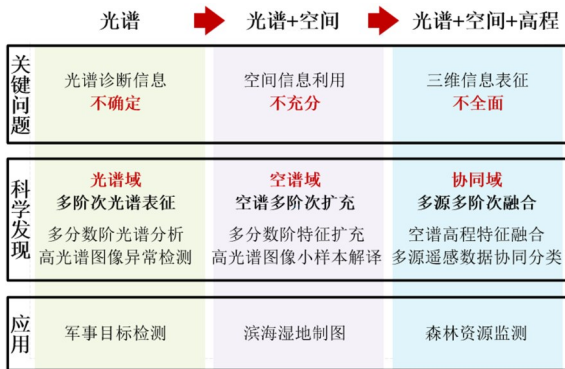 光谱
光谱+空间
光谱+空间+高程
关键问题
光谱诊断信息
不确定
空间信息利用
不充分
三维信息表征
不全面
科学发现
光谱域
多阶次光谱表征
多分数阶光谱分析
高光谱图像异常检测
空谱域
空谱多阶次扩充
多分数阶特征扩充
高光谱图像小样本解译
协同域
多源多阶次融合
空谱高程特征融合
多源遥感数据协同分类
应用
军事目标检测
滨海湿地制图
森林资源监测